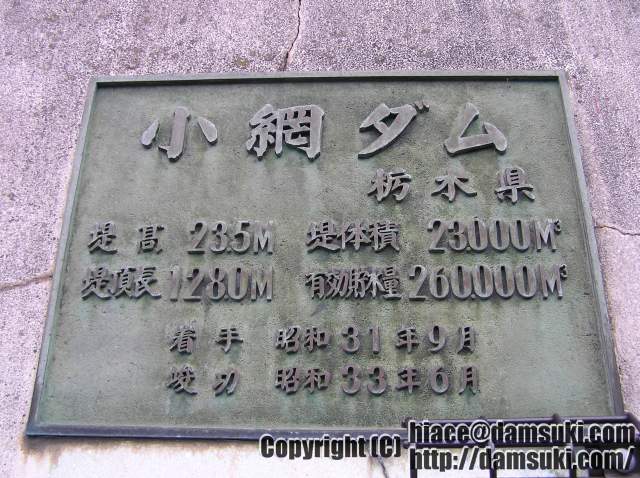 小網ダム
栃木県
堤高 23.5M 堤体積 23.000M³
堤頂長 128.0M 有効貯水量 260.000M³
着手 昭和31年9月
竣功 昭和33年6月
Copyright (C) hiace@damsuki.com
http://damsuki.com/